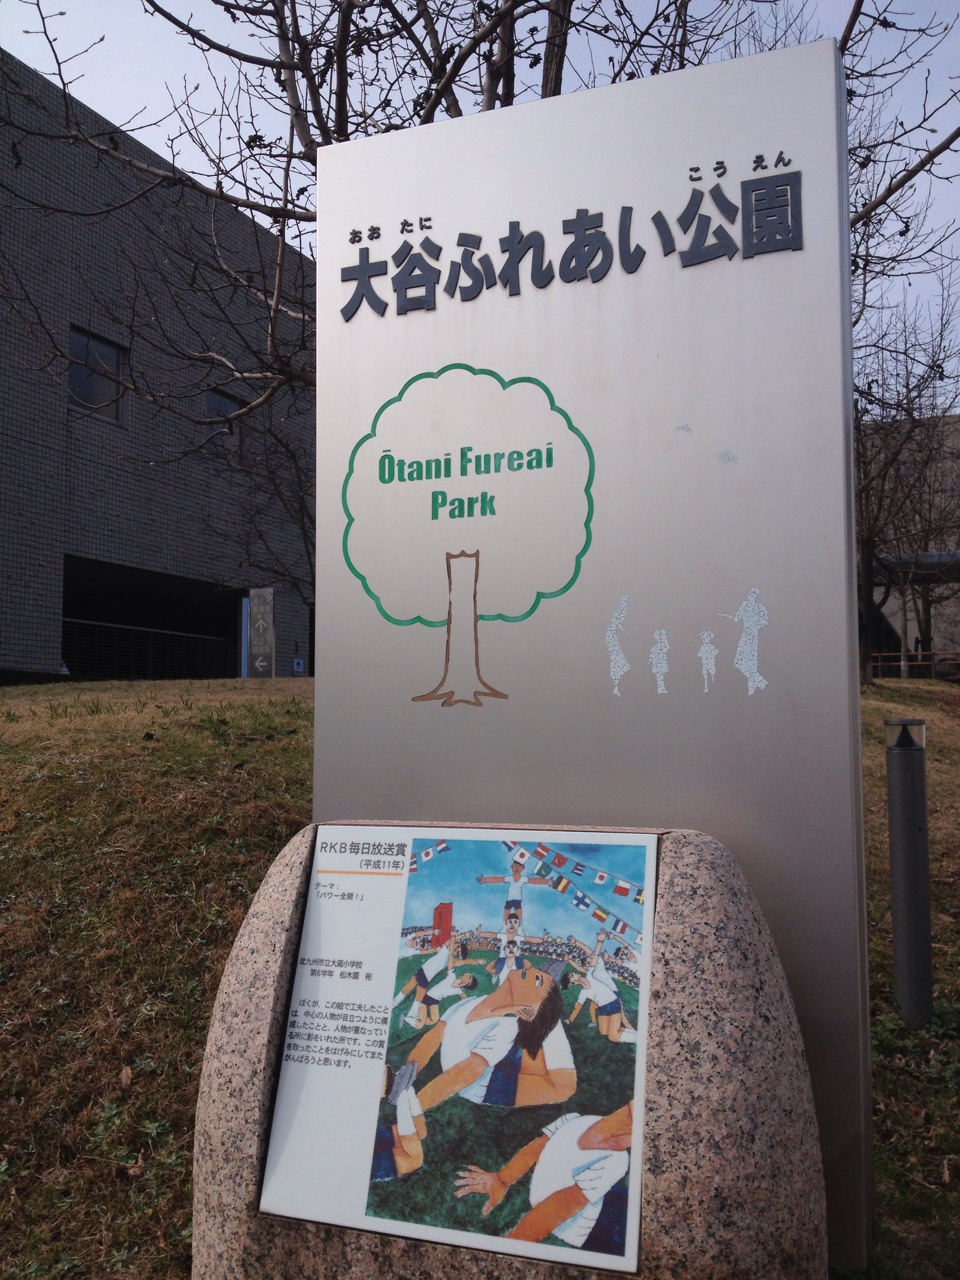 おお たに こう えん
大谷ふれあい公園
Ōtani Fureai
Park
RKB毎日放送賞
(平成11年)
テーマ:
「パワー全開!」
北九州市立大蔵小学校
第6学年 松木園 彬
ぼくが、この絵で工夫したこと
は、中心の人物が目立つように構
成したことと、人物が重なってい
る所に影をいれた所です。この賞
を取ったことをはげみにしてまた
がんばろうと思います。